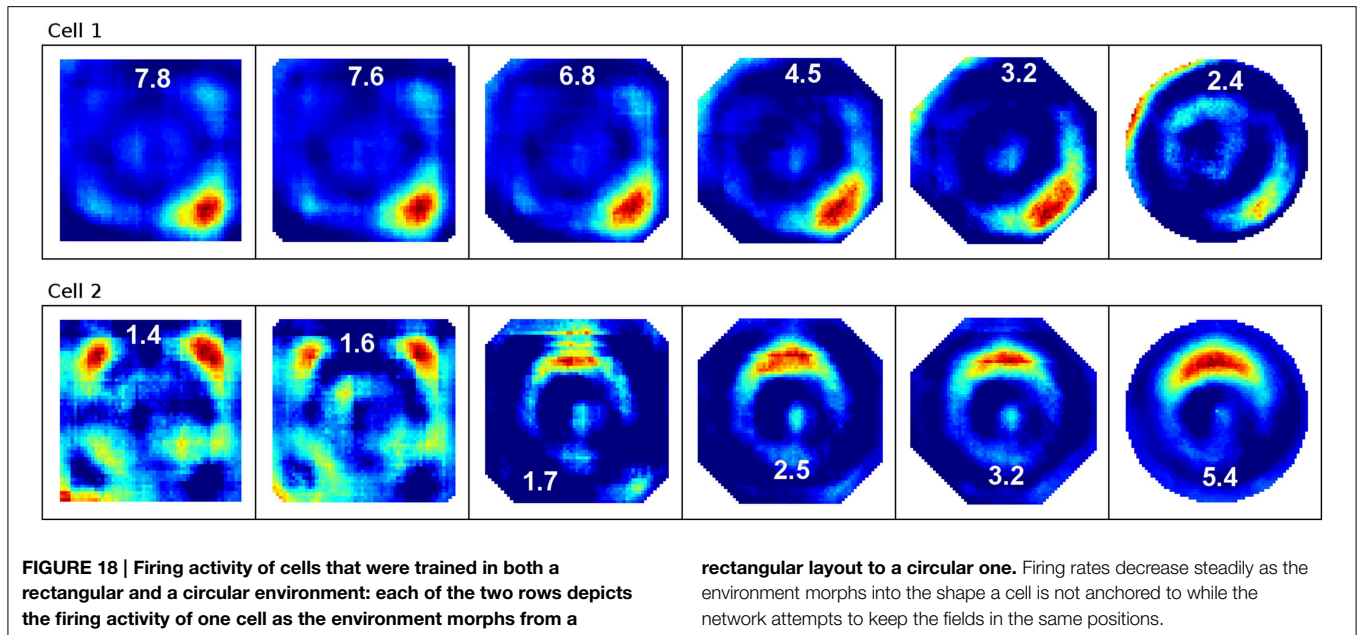 Cell 1
7.8 7.6 6.8 4.5 3.2 2.4
Cell 2
1.4 1.6 1.7 2.5 3.2 5.4
FIGURE 18 | Firing activity of cells that were trained in both a
rectangular and a circular environment: each of the two rows depicts
the firing activity of one cell as the environment morphs from a
rectangular layout to a circular one. Firing rates decrease steadily as the
environment morphs into the shape a cell is not anchored to while the
network attempts to keep the fields in the same positions.